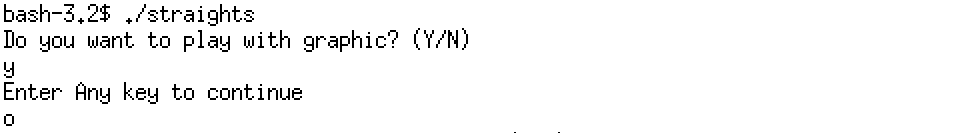 bash-3.2$ ./straights
Do you want to play with graphic? (Y/N)
y
Enter Any key to continue
o